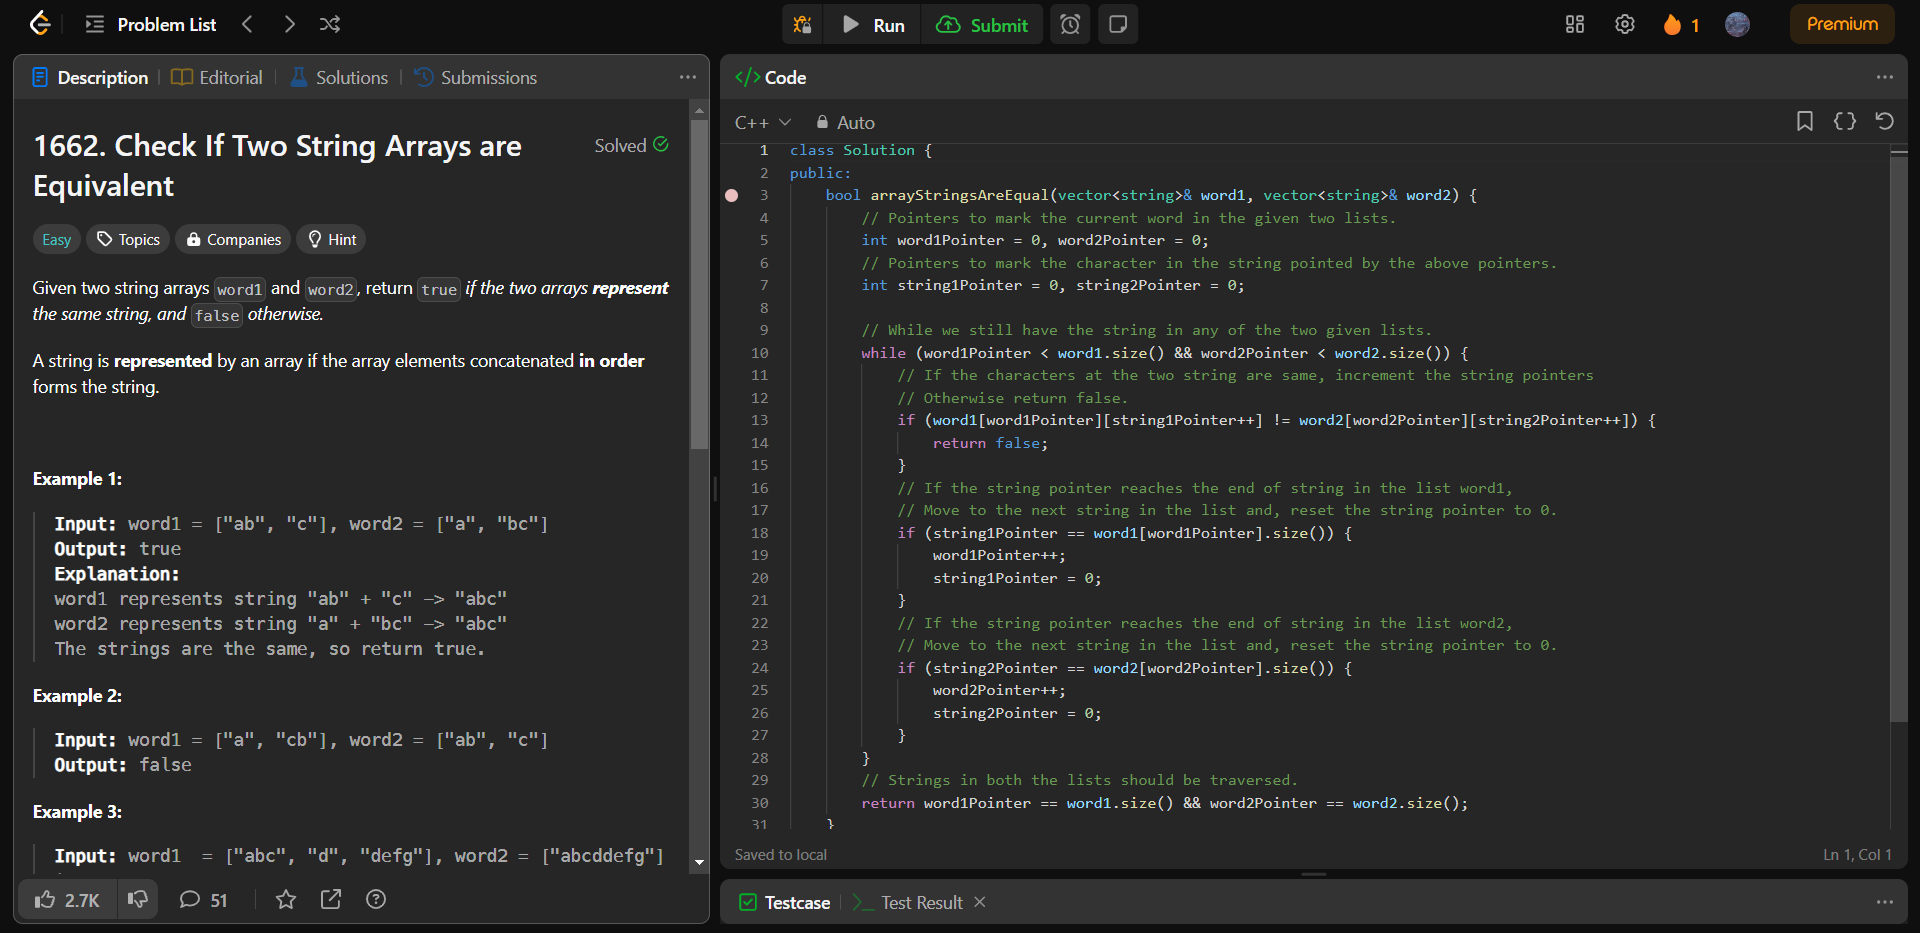 Problem List
Run
Submit
1
Premium
Description
Editorial
Solutions
Submissions
1662. Check If Two String Arrays are
Equivalent
Solved
Easy
Topics
Companies
Hint
Given two string arrays word1 and word2, return true if the two arrays represent
the same string, and false otherwise.
A string is represented by an array if the array elements concatenated in order
forms the string.
Example 1:
Input: word1 = ["ab", "c"], word2 = ["a", "bc"]
Output: true
Explanation:
word1 represents string "ab" + "c" -> "abc"
word2 represents string "a" + "bc" -> "abc"
The strings are the same, so return true.
Example 2:
Input: word1 = ["a", "cb"], word2 = ["ab", "c"]
Output: false
Example 3:
Input: word1  = ["abc", "d", "defg"], word2 = ["abcddefg"]
2.7K
51
</> Code
C++
Auto
1 class Solution {
2 public:
3     bool arrayStringsAreEqual(vector<string>& word1, vector<string>& word2) {
4         // Pointers to mark the current word in the given two lists.
5         int word1Pointer = 0, word2Pointer = 0;
6         // Pointers to mark the character in the string pointed by the above pointers.
7         int string1Pointer = 0, string2Pointer = 0;
8
9         // While we still have the string in any of the two given lists.
10         while (word1Pointer < word1.size() && word2Pointer < word2.size()) {
11             // If the characters at the two string are same, increment the string pointers
12             // Otherwise return false.
13             if (word1[word1Pointer][string1Pointer++] != word2[word2Pointer][string2Pointer++]) {
14                 return false;
15             }
16             // If the string pointer reaches the end of string in the list word1,
17             // Move to the next string in the list and, reset the string pointer to 0.
18             if (string1Pointer == word1[word1Pointer].size()) {
19                 word1Pointer++;
20                 string1Pointer = 0;
21             }
22             // If the string pointer reaches the end of string in the list word2,
23             // Move to the next string in the list and, reset the string pointer to 0.
24             if (string2Pointer == word2[word2Pointer].size()) {
25                 word2Pointer++;
26                 string2Pointer = 0;
27             }
28         }
29         // Strings in both the lists should be traversed.
30         return word1Pointer == word1.size() && word2Pointer == word2.size();
31     }
Saved to local
Ln 1, Col 1
Testcase
Test Result